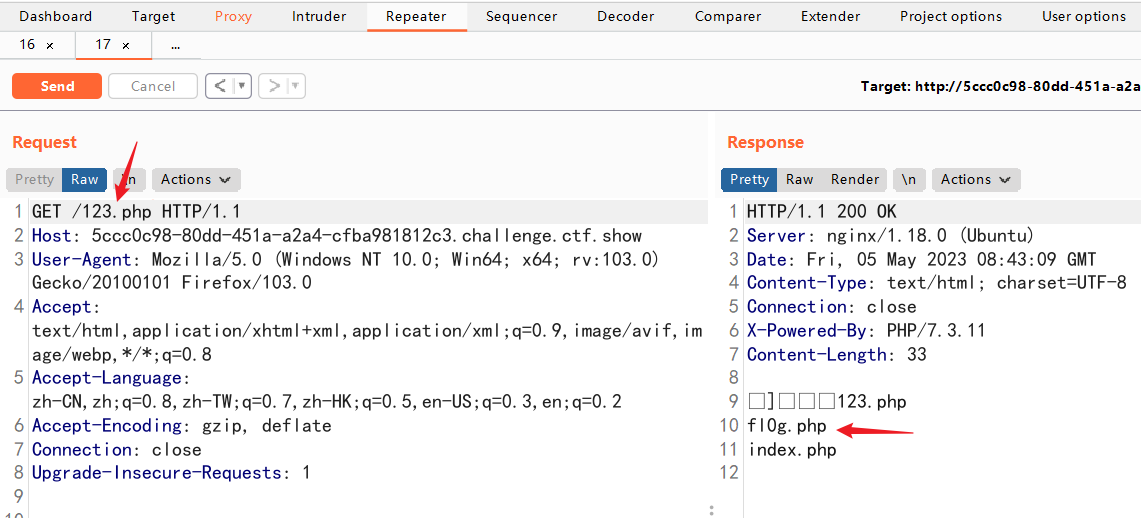 Dashboard Target Proxy Intruder Repeater Sequencer Decoder Comparer Extender Project options User options
16 × 17 × ...
Send Cancel < ▼ > ▼ Target: http://5ccc0c98-80dd-451a-a2a
Request
Pretty Raw \n Actions
1 GET /123.php HTTP/1.1
2 Host: 5ccc0c98-80dd-451a-a2a4-cfba981812c3.challenge.ctf.show
3 User-Agent: Mozilla/5.0 (Windows NT 10.0; Win64; x64; rv:103.0)
Gecko/20100101 Firefox/103.0
4 Accept:
text/html,application/xhtml+xml,application/xml;q=0.9,image/avif,im
age/webp,*/*;q=0.8
5 Accept-Language:
zh-CN,zh;q=0.8,zh-TW;q=0.7,zh-HK;q=0.5,en-US;q=0.3,en;q=0.2
6 Accept-Encoding: gzip, deflate
7 Connection: close
8 Upgrade-Insecure-Requests: 1
9
10
Response
Pretty Raw Render \n Actions
1 HTTP/1.1 200 OK
2 Server: nginx/1.18.0 (Ubuntu)
3 Date: Fri, 05 May 2023 08:43:09 GMT
4 Content-Type: text/html; charset=UTF-8
5 Connection: close
6 X-Powered-By: PHP/7.3.11
7 Content-Length: 33
8
9 □]□□□123.php
10 fl0g.php
11 index.php
12